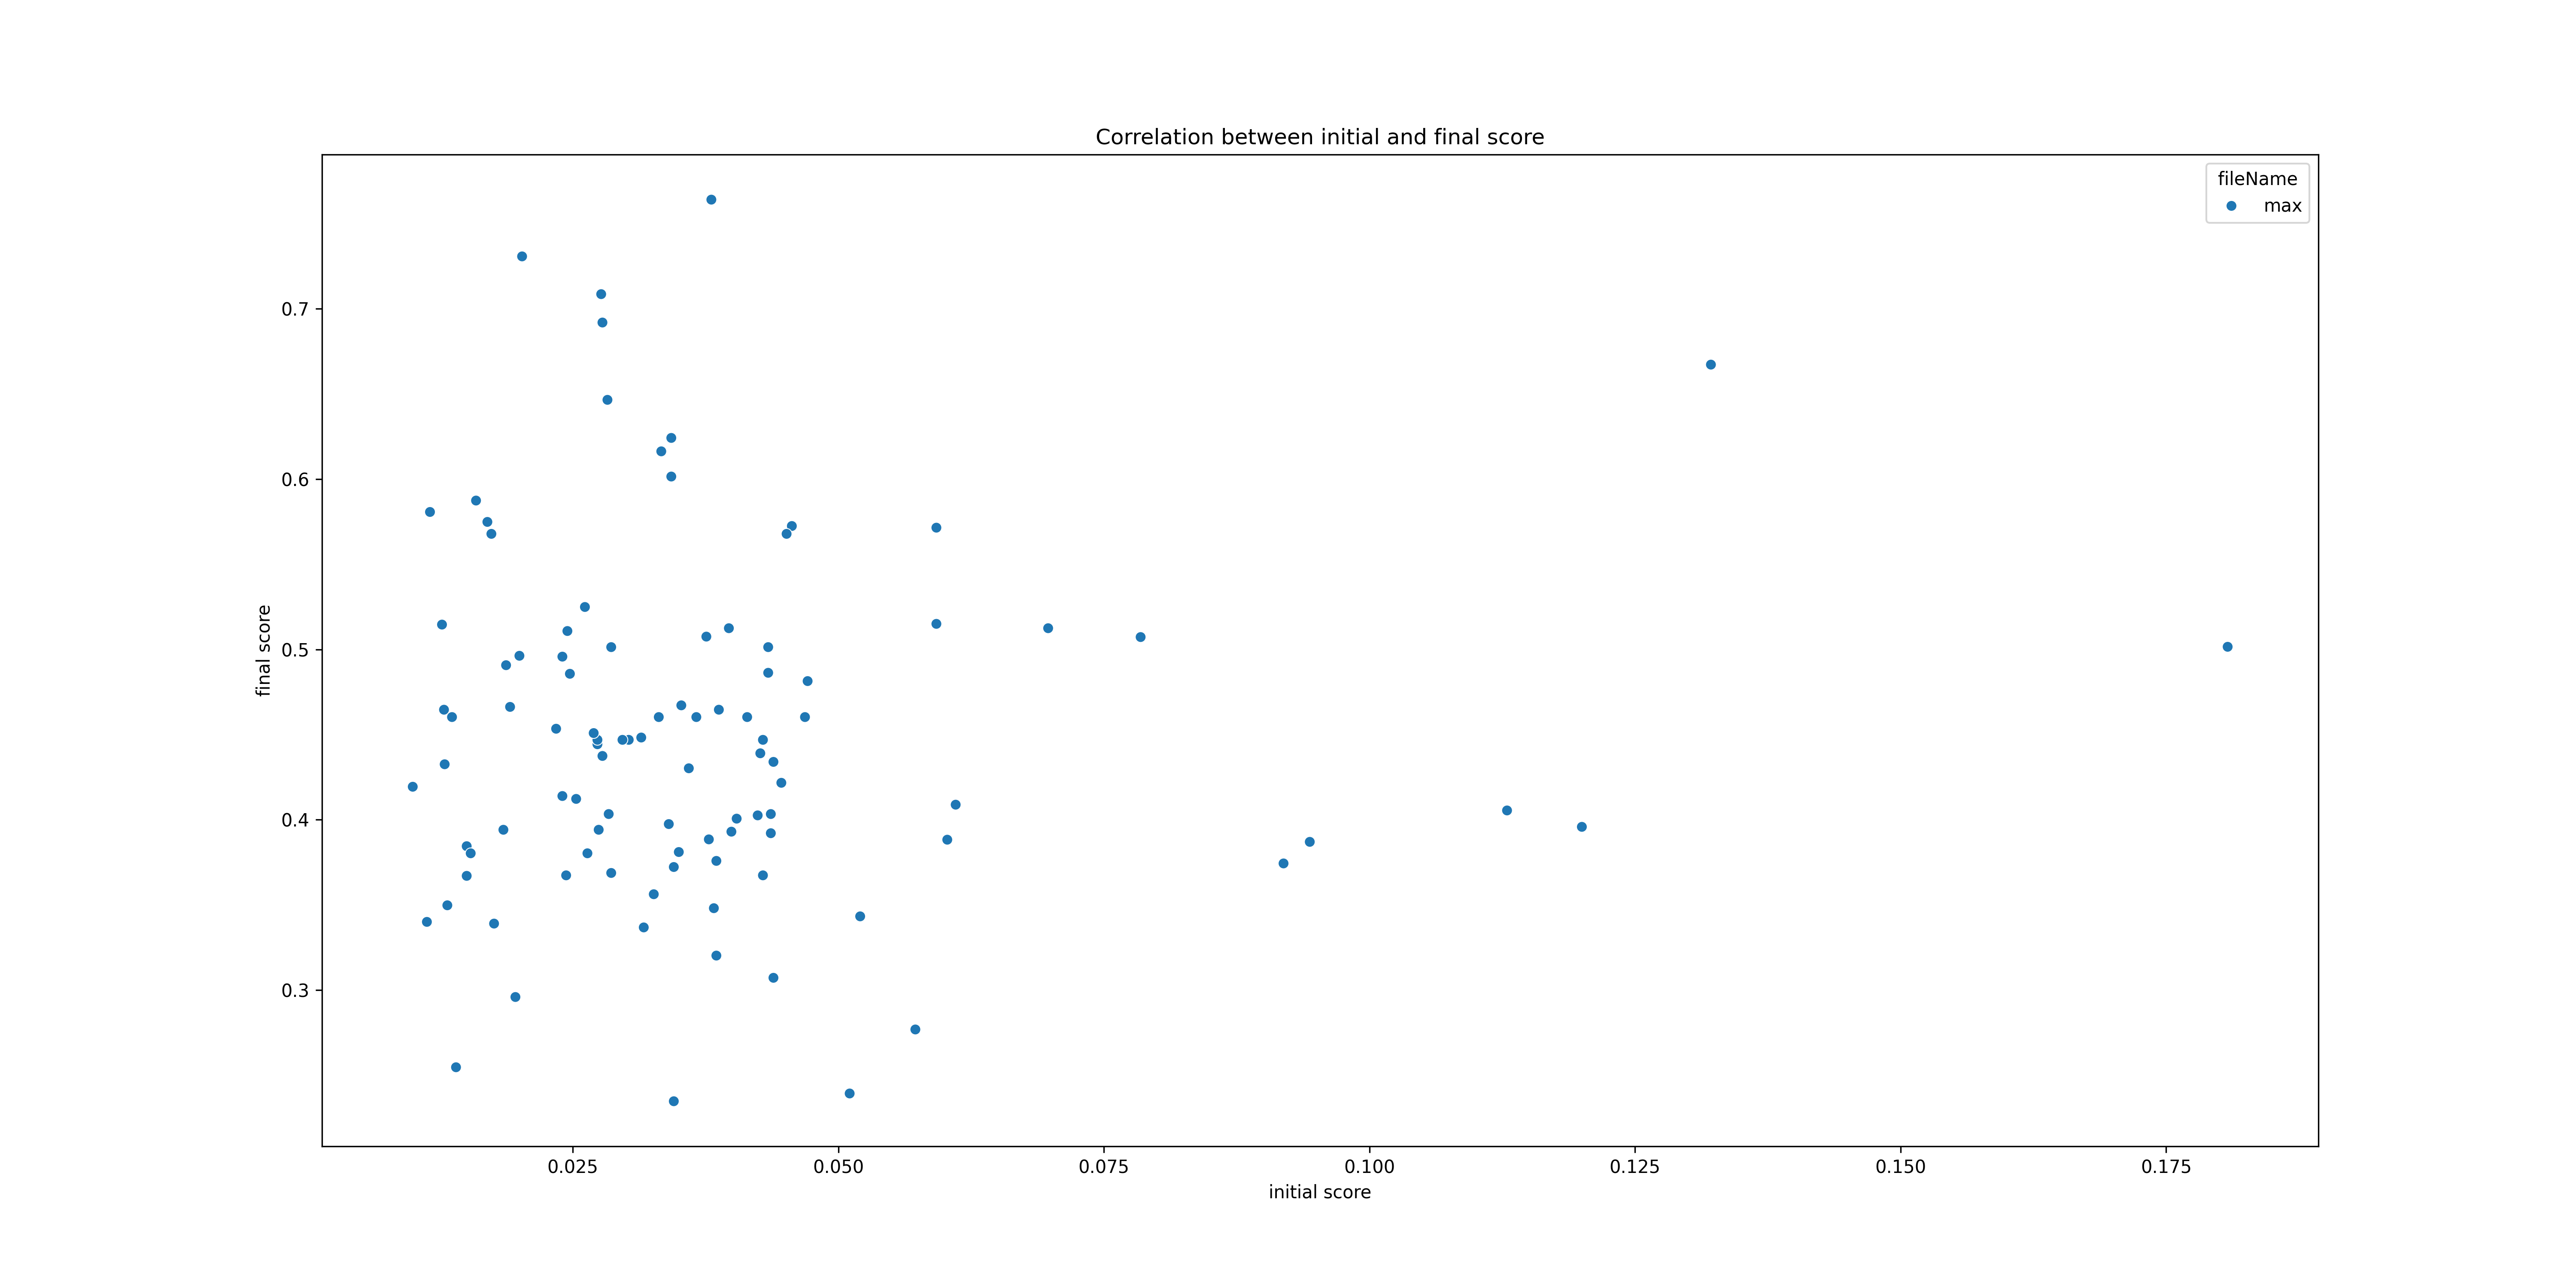 Correlation between initial and final score
fileName
max
0.7
0.6
0.5
0.4
0.3
final score
0.025 0.050 0.075 0.100 0.125 0.150 0.175
initial score